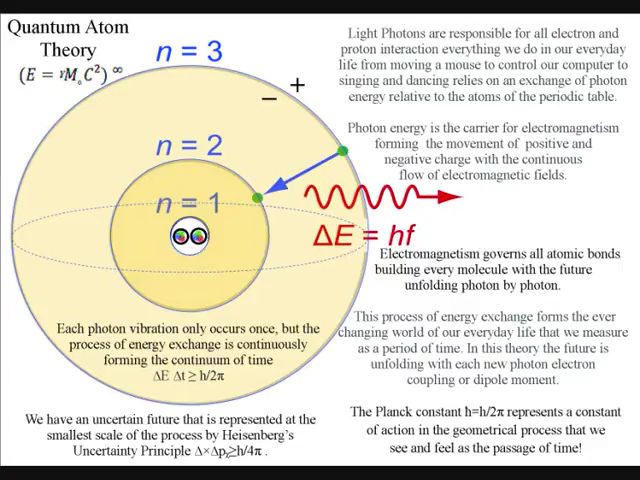 Quantum Atom
Theory
(E = ᵞM˳C²)∞
n = 3
− +
n = 2
n = 1
ΔE = hf
Each photon vibration only occurs once, but the
process of energy exchange is continuously
forming the continuum of time
ΔE Δt ≥ h/2π
We have an uncertain future that is represented at the
smallest scale of the process by Heisenberg's
Uncertainty Principle Δ×Δpₓ≥h/4π .
Light Photons are responsible for all electron and
proton interaction everything we do in our everyday
life from moving a mouse to control our computer to
singing and dancing relies on an exchange of photon
energy relative to the atoms of the periodic table.
Photon energy is the carrier for electromagnetism
forming the movement of positive and
negative charge with the continuous
flow of electromagnetic fields.
Electromagnetism governs all atomic bonds
building every molecule with the future
unfolding photon by photon.
This process of energy exchange forms the ever
changing world of our everyday life that we measure
as a period of time. In this theory the future is
unfolding with each new photon electron
coupling or dipole moment.
The Planck constant ħ=h/2π represents a constant
of action in the geometrical process that we
see and feel as the passage of time!